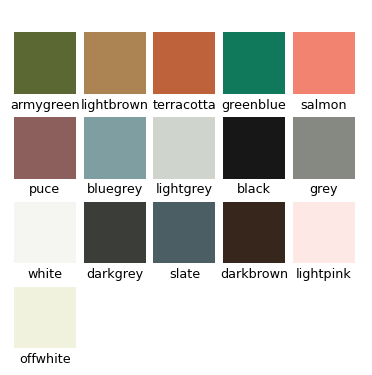 armygreen lightbrown terracotta greenblue salmon
puce bluegrey lightgrey black grey
white darkgrey slate darkbrown lightpink
offwhite